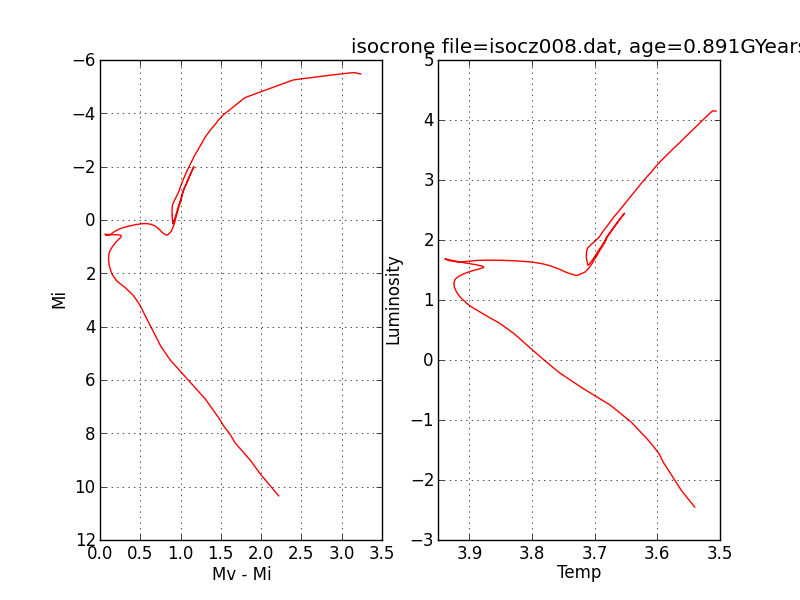 isocrone file=isocz008.dat, age=0.891GYears
−6
−4
−2
0
2
4
6
8
10
12
Mi
0.0 0.5 1.0 1.5 2.0 2.5 3.0 3.5
Mv - Mi
5
4
3
2
1
0
−1
−2
−3
Luminosity
3.9 3.8 3.7 3.6 3.5
Temp